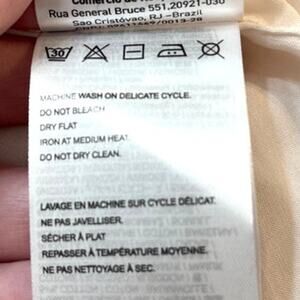 Rua General Bruce 551,20921-030
Sao Cristóvao, RJ –Brazil
30
MACHINE WASH ON DELICATE CYCLE.
DO NOT BLEACH
DRY FLAT
IRON AT MEDIUM HEAT.
DO NOT DRY CLEAN.
LAVAGE EN MACHINE SUR CYCLE DÉLICAT.
NE PAS JAVELLISER.
SÉCHER À PLAT
REPASSER À TEMPÉRATURE MOYENNE.
NE PAS NETTOYAGE À SEC.